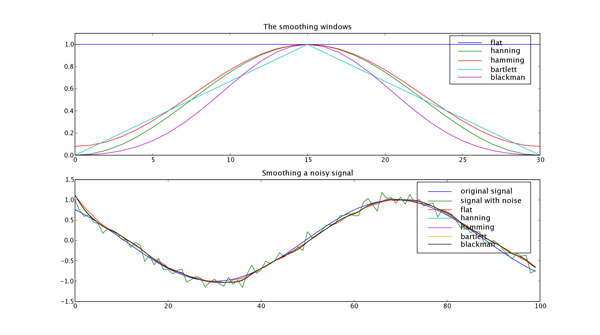 The smoothing windows
1.0
0.8
0.6
0.4
0.2
0.0
0
5
10
15
20
25
30
flat
hanning
hamming
bartlett
blackman
Smoothing a noisy signal
1.5
1.0
0.5
0.0
−0.5
−1.0
−1.5
0
20
40
60
80
100
original signal
signal with noise
flat
hanning
hamming
bartlett
blackman